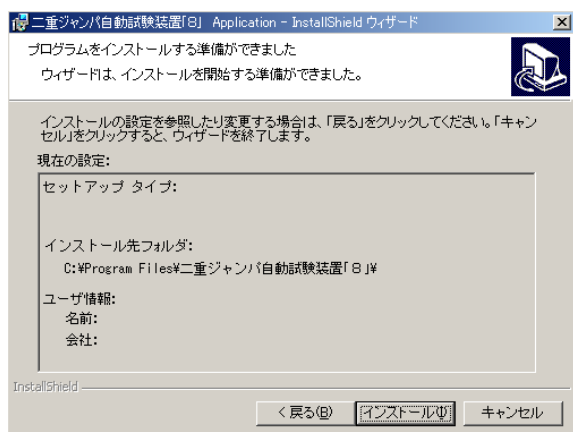 二重ジャンパ自動試験装置「8」 Application - InstallShield ウィザード
プログラムをインストールする準備ができました
ウィザードは、インストールを開始する準備ができました。
インストールの設定を参照したり変更する場合は、「戻る」をクリックしてください。「キャン
セル」をクリックすると、ウィザードを終了します。
現在の設定:
セットアップ タイプ:
インストール先フォルダ:
C:¥Program Files¥二重ジャンパ自動試験装置「8」¥
ユーザ情報:
名前:
会社:
InstallShield
< 戻る(B) インストール(I) キャンセル